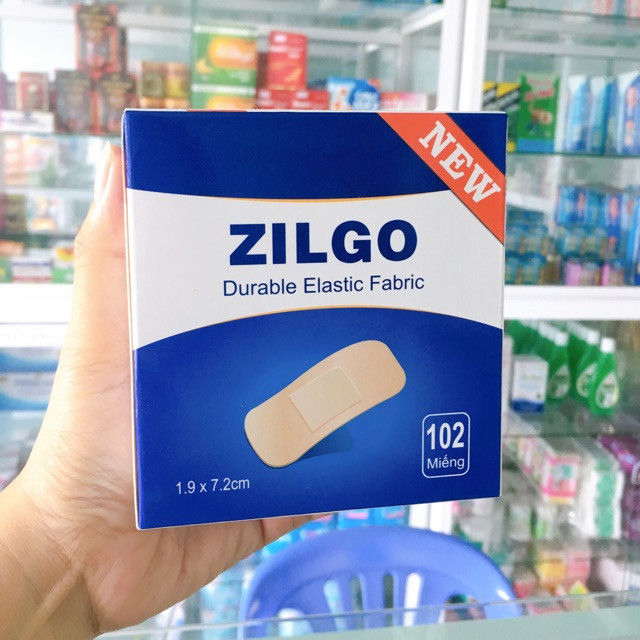 NEW
ZILGO
Durable Elastic Fabric
102
Miếng
1.9 x 7.2cm